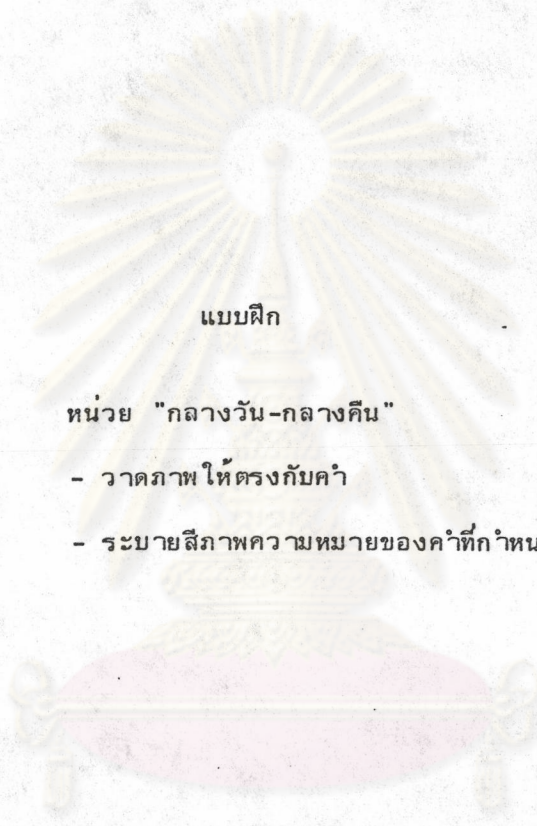 แบบฝึก
หน่วย "กลางวัน-กลางคืน"
- วาดภาพให้ตรงกับคำ
- ระบายสีภาพความหมายของคำที่กำหน